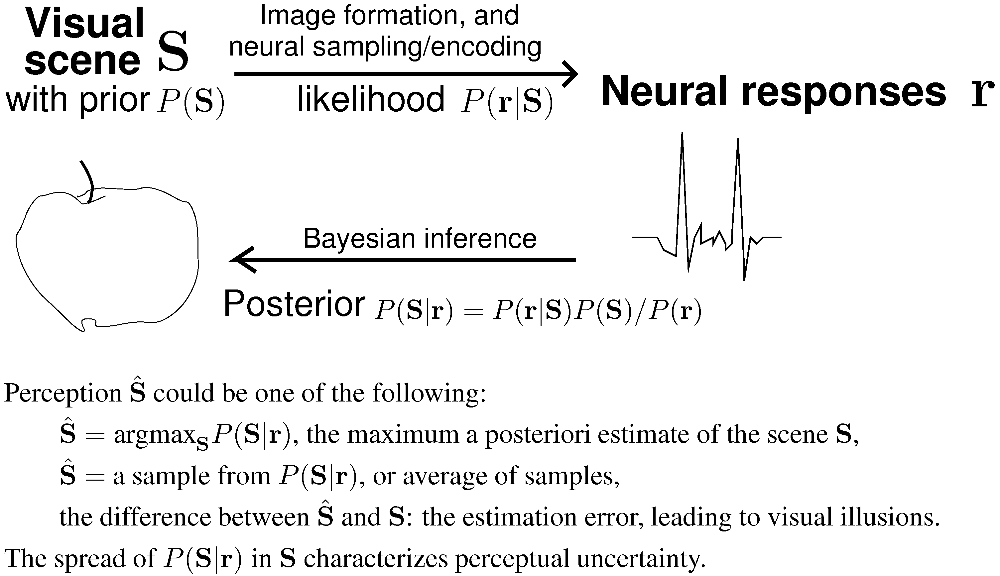 Visual
scene S
with prior P(S)
Image formation, and
neural sampling/encoding
likelihood P(r|S)
Neural responses r
Bayesian inference
Posterior P(S|r) = P(r|S)P(S)/P(r)
Perception Ŝ could be one of the following:
Ŝ = argmax_S P(S|r), the maximum a posteriori estimate of the scene S,
Ŝ = a sample from P(S|r), or average of samples,
the difference between Ŝ and S: the estimation error, leading to visual illusions.
The spread of P(S|r) in S characterizes perceptual uncertainty.